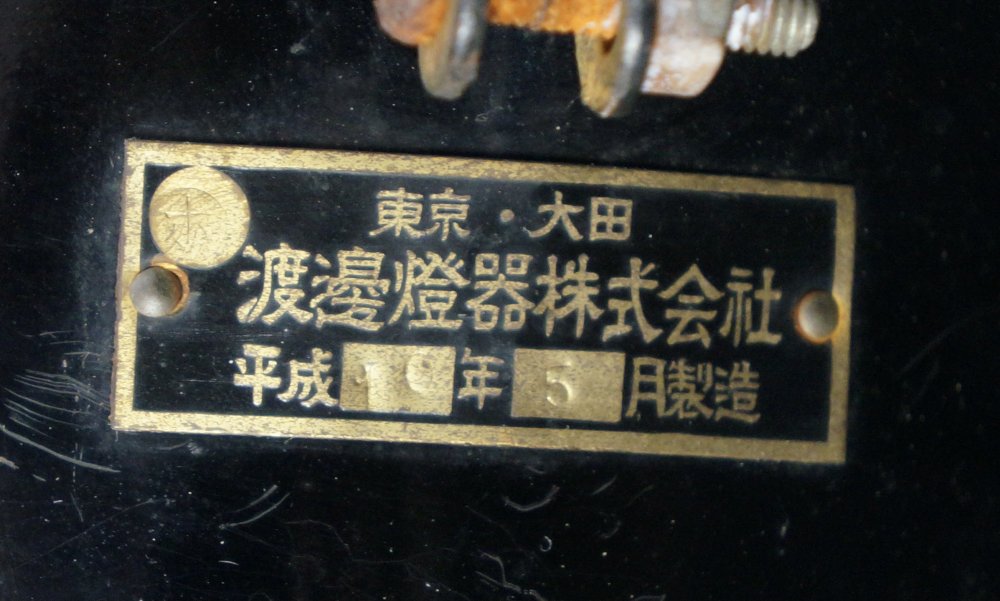 東京・大田
渡邊燈器株式会社
平成19年5月製造